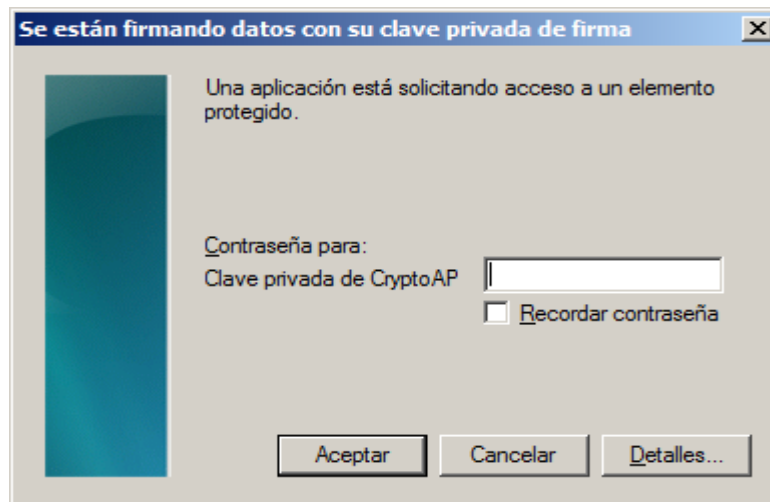 Se están firmando datos con su clave privada de firma
Una aplicación está solicitando acceso a un elemento
protegido.
Contraseña para:
Clave privada de CryptoAP
Recordar contraseña
Aceptar
Cancelar
Detalles...